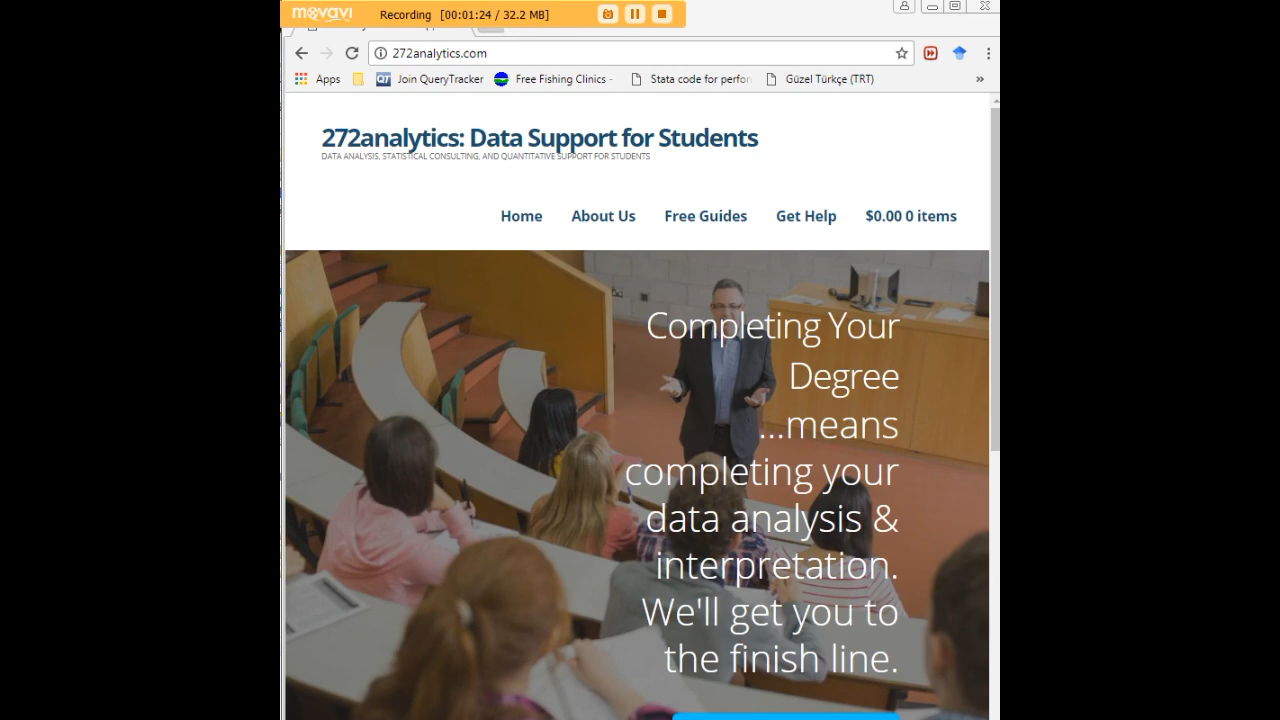 movavi
Recording [00:01:24 / 32.2 MB]
272analytics.com
Apps
QT Join QueryTracker
Free Fishing Clinics -
Stata code for perfor
Güzel Türkçe (TRT)
»
272analytics: Data Support for Students
DATA ANALYSIS, STATISTICAL CONSULTING, AND QUANTITATIVE SUPPORT FOR STUDENTS
Home
About Us
Free Guides
Get Help
$0.00 0 items
Completing Your
Degree
...means
completing your
data analysis &
interpretation.
We'll get you to
the finish line.